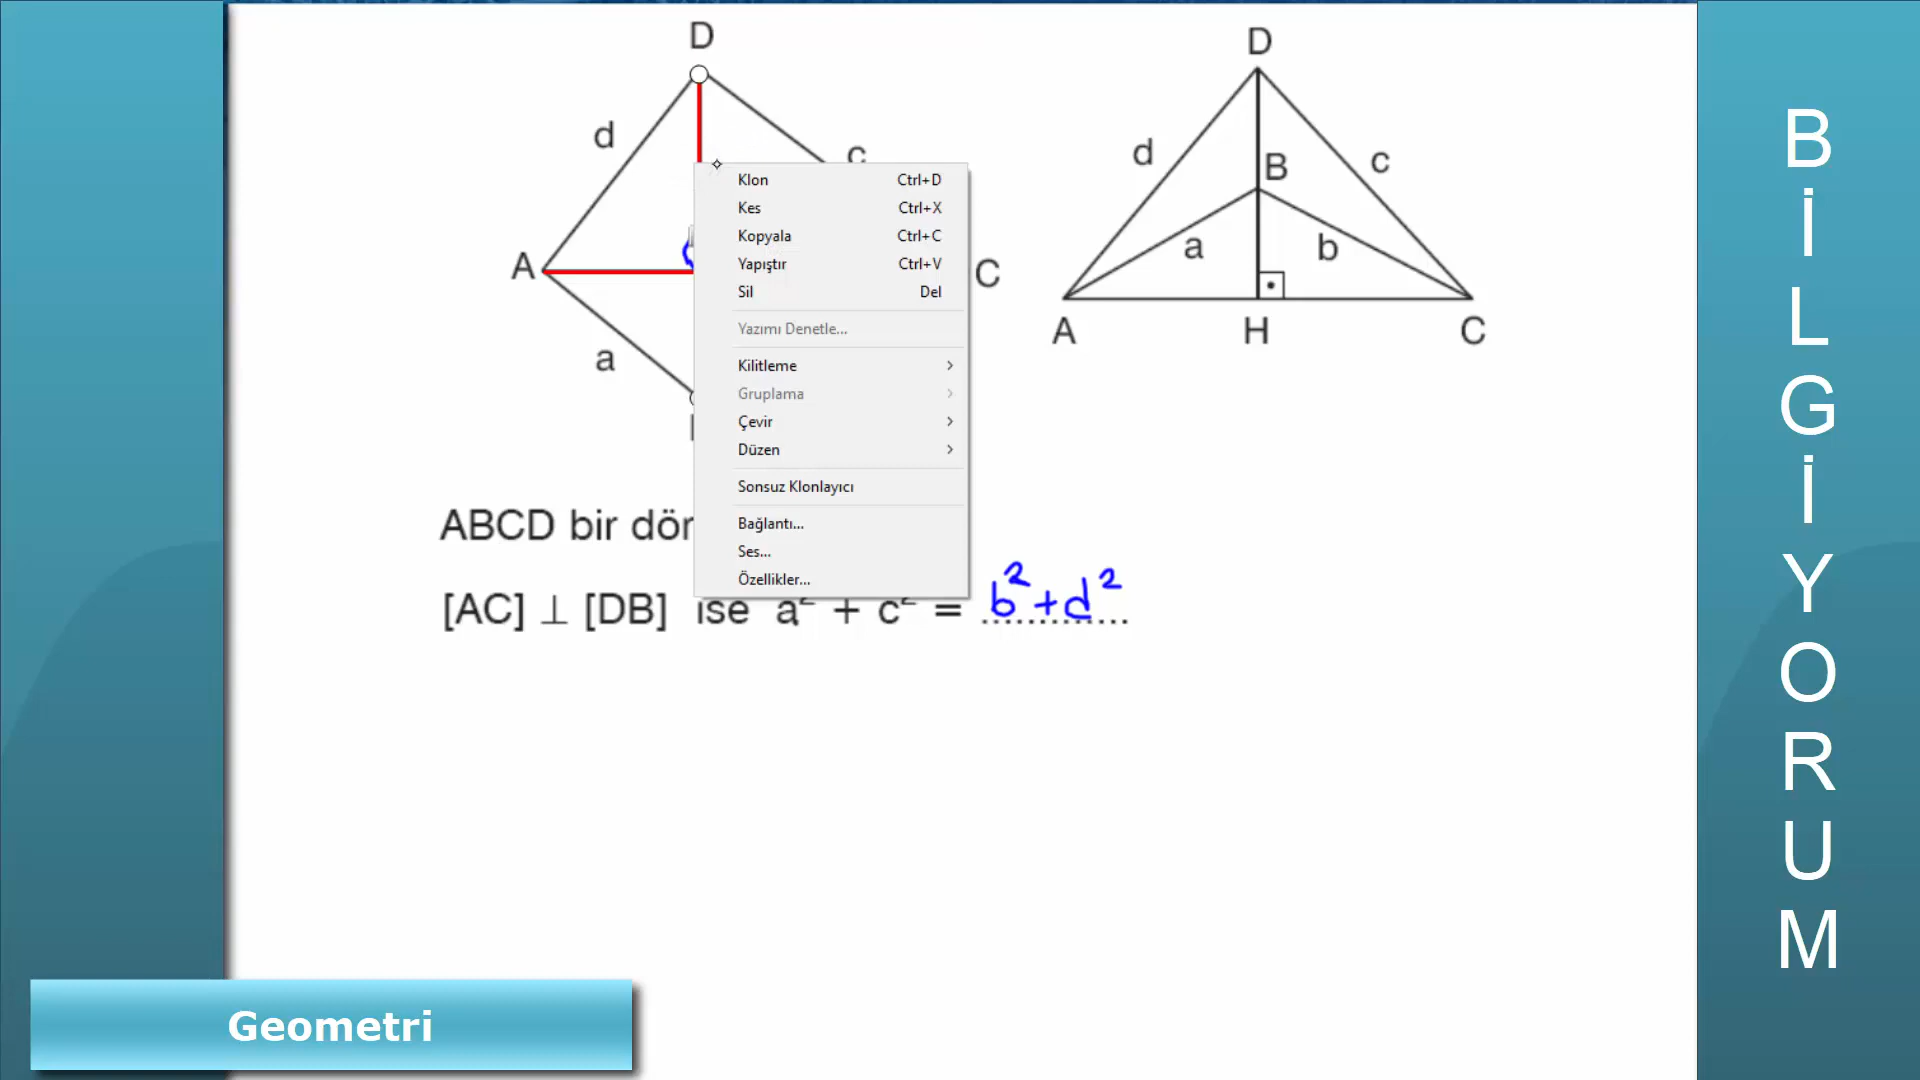 D
d
c
A
C
a
D
d
B
c
a
b
A
H
C
Klon Ctrl+D
Kes Ctrl+X
Kopyala Ctrl+C
Yapıştır Ctrl+V
Sil Del
Yazımı Denetle...
Kilitleme
Gruplama
Çevir
Düzen
Sonsuz Klonlayıcı
Bağlantı...
Ses...
Özellikler...
ABCD bir dör
[AC] ⊥ [DB] ise a² + c² = b²+d²
BİLGİYORUM
Geometri